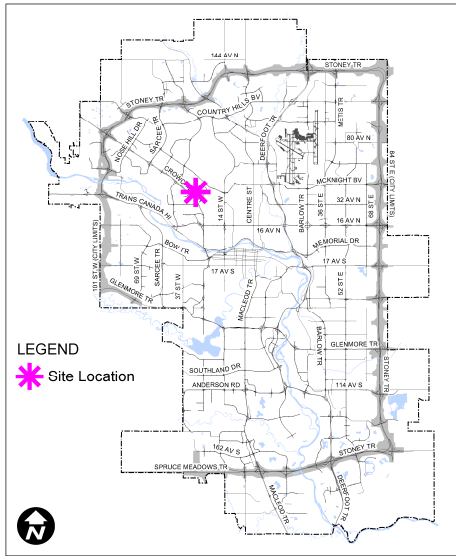 144 AV N
STONEY TR
STONEY TR
COUNTRY HILLS BV
METIS TR
NOSE HILL DR
SARCEE TR
DEERFOOT TR
80 AV N
84 ST E (CITY LIMITS)
MCKNIGHT BV
TRANS CANADA HI
14 ST W
CENTRE ST
BARLOW TR
36 ST E
32 AV N
68 ST E
16 AV N
16 AV N
101 ST W (CITY LIMITS)
BOW TR
MEMORIAL DR
69 ST W
SARCEE TR
37 ST W
17 AV S
17 AV S
52 ST E
GLENMORE TR
MACLEOD TR
BARLOW TR
GLENMORE TR
LEGEND
Site Location
SOUTHLAND DR
ANDERSON RD
114 AV S
STONEY TR
162 AV S
STONEY TR
SPRUCE MEADOWS TR
MACLEOD TR
DEERFOOT TR
N